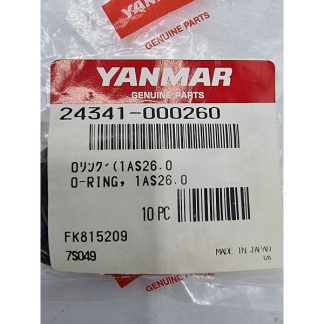 GENUINE PARTS
YANMAR
GENUINE PARTS
24341-000260
Oリング(1AS26.0
O-RING, 1AS26.0
10 PC
FK815209
7S049
MADE IN JAPAN